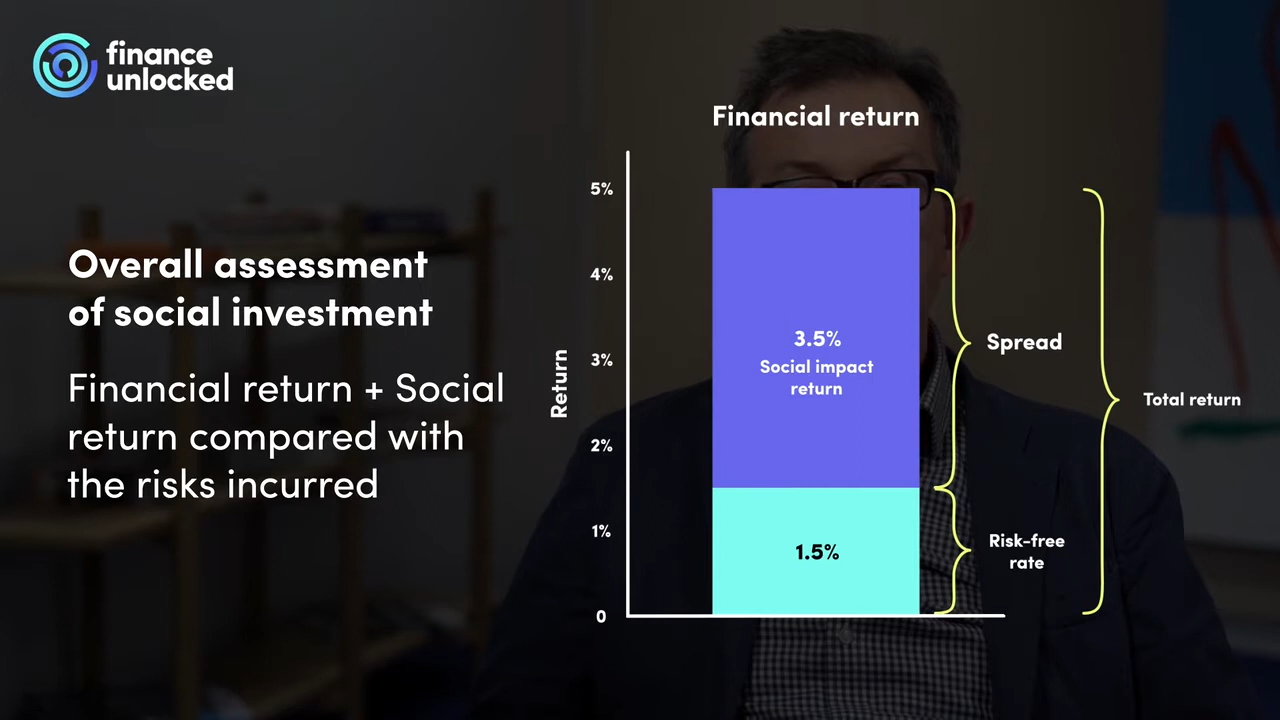 finance
unlocked
Overall assessment
of social investment
Financial return + Social
return compared with
the risks incurred
Financial return
Return
5%
4%
3%
2%
1%
0
3.5%
Social impact
return
1.5%
Spread
Risk-free
rate
Total return